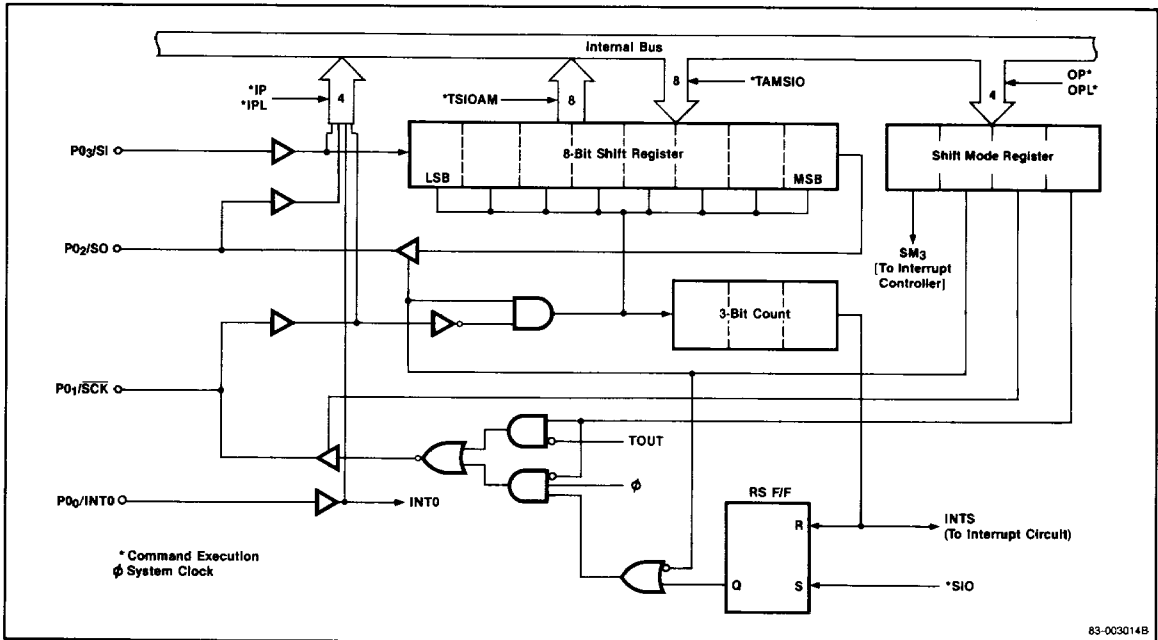 Internal Bus
*IP
*IPL
4
*TSIOAM
8
8
*TAMSIO
4
OP*
OPL*
P0₃/SI
8-Bit Shift Register
LSB
MSB
Shift Mode Register
P0₂/SO
SM₃
[To Interrupt
Controller]
3-Bit Count
P0₁/S̅C̅K̅
TOUT
ϕ
P0₀/INT0
INT0
RS F/F
R
INTS
(To Interrupt Circuit)
Q
S
*SIO
* Command Execution
ϕ System Clock
83-003014B